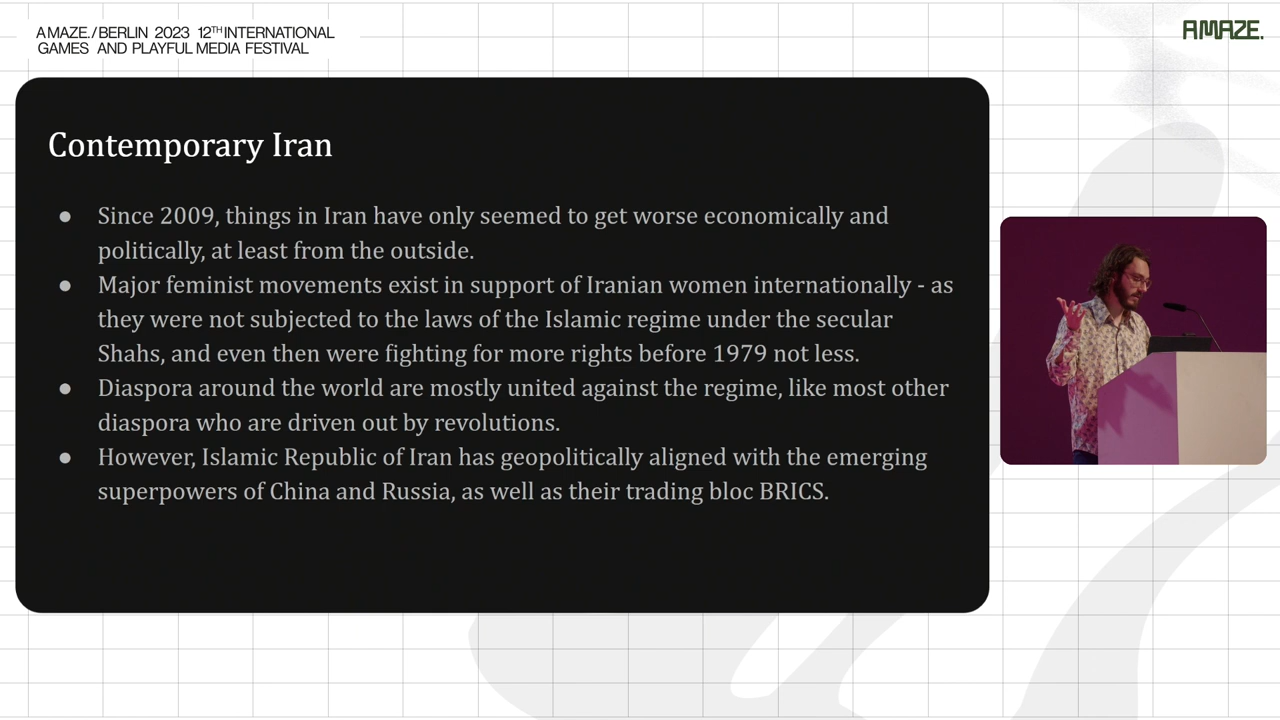 AMAZE./BERLIN 2023 12TH INTERNATIONAL
GAMES AND PLAYFUL MEDIA FESTIVAL
AMAZE.
Contemporary Iran
● Since 2009, things in Iran have only seemed to get worse economically and
politically, at least from the outside.
● Major feminist movements exist in support of Iranian women internationally - as
they were not subjected to the laws of the Islamic regime under the secular
Shahs, and even then were fighting for more rights before 1979 not less.
● Diaspora around the world are mostly united against the regime, like most other
diaspora who are driven out by revolutions.
● However, Islamic Republic of Iran has geopolitically aligned with the emerging
superpowers of China and Russia, as well as their trading bloc BRICS.